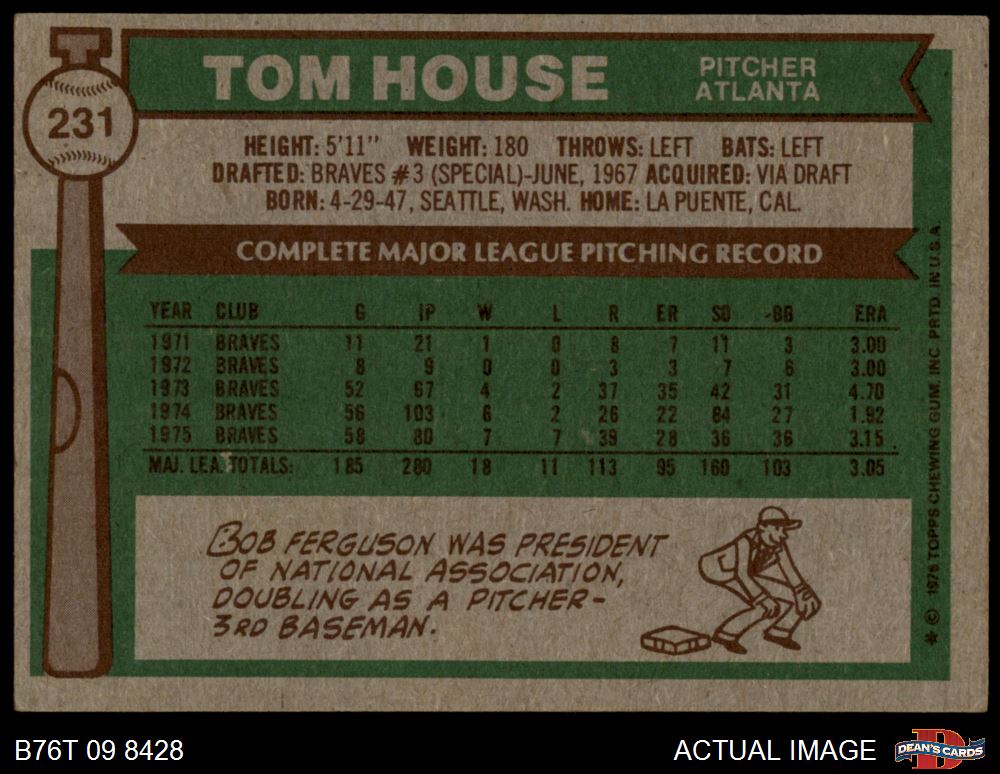 231
TOM HOUSE
PITCHER
ATLANTA
HEIGHT: 5'11" WEIGHT: 180 THROWS: LEFT BATS: LEFT
DRAFTED: BRAVES #3 (SPECIAL)-JUNE, 1967 ACQUIRED: VIA DRAFT
BORN: 4-29-47, SEATTLE, WASH. HOME: LA PUENTE, CAL.
COMPLETE MAJOR LEAGUE PITCHING RECORD
YEAR CLUB G IP W L R ER SO BB ERA
1971 BRAVES 11 21 1 0 8 7 11 3 3.00
1972 BRAVES 8 9 0 0 3 3 7 6 3.00
1973 BRAVES 52 67 4 2 37 35 42 31 4.70
1974 BRAVES 56 103 6 2 26 22 64 27 1.92
1975 BRAVES 58 80 7 7 39 28 36 36 3.15
MAJ. LEA. TOTALS: 185 280 18 11 113 95 160 103 3.05
BOB FERGUSON WAS PRESIDENT
OF NATIONAL ASSOCIATION,
DOUBLING AS A PITCHER-
3RD BASEMAN.
* © 1976 TOPPS CHEWING GUM, INC. PRTD. IN U.S.A.
B76T 09 8428
ACTUAL IMAGE
D
DEAN'S CARDS